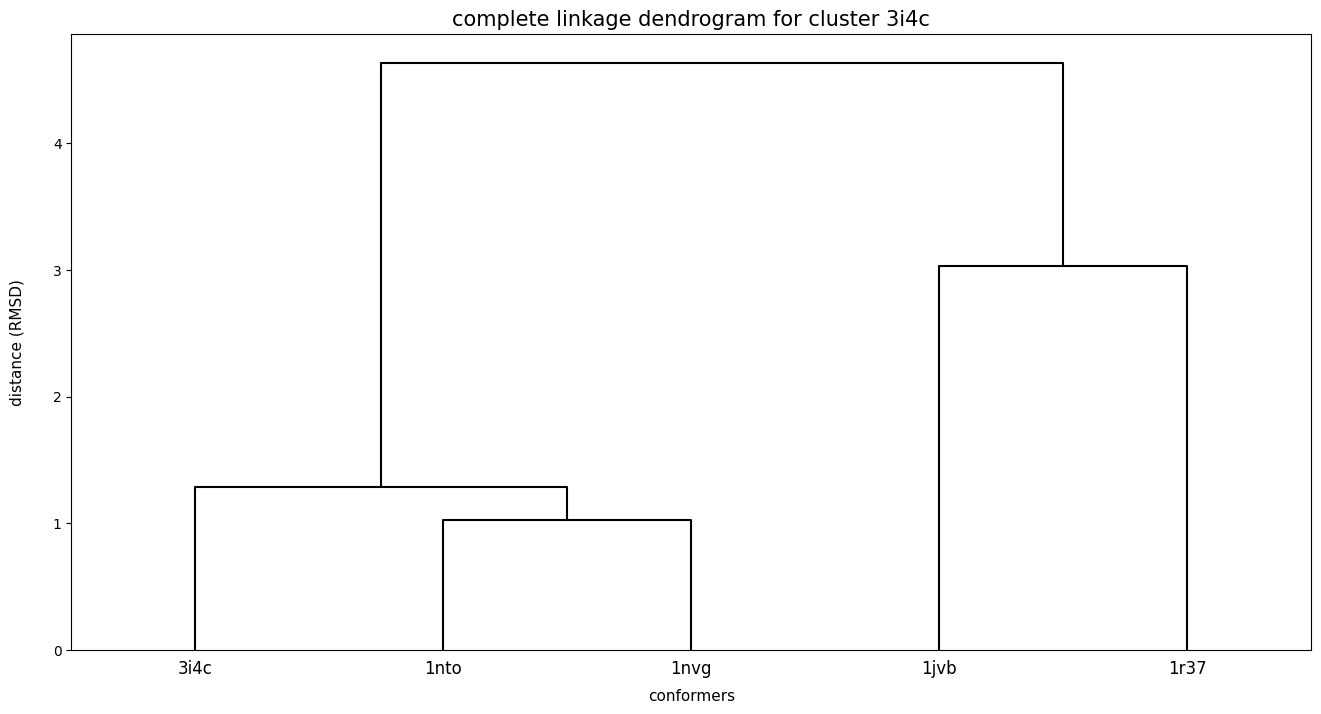 complete linkage dendrogram for cluster 3i4c
4
3
2
1
0
distance (RMSD)
3i4c 1nto 1nvg 1jvb 1r37
conformers